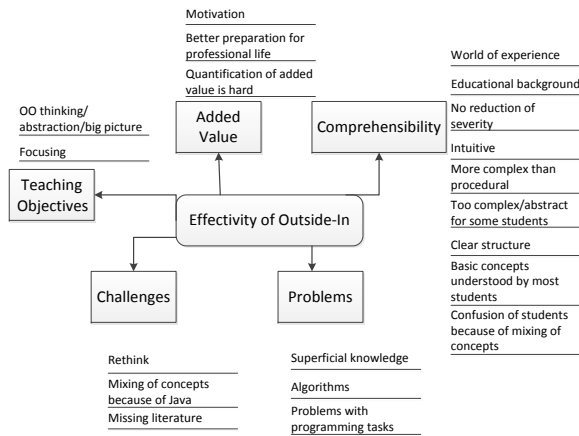 Motivation
Better preparation for
professional life
Quantification of added
value is hard
Added
Value
World of experience
Educational background
No reduction of
severity
Intuitive
More complex than
procedural
Too complex/abstract
for some students
Clear structure
Basic concepts
understood by most
students
Confusion of students
because of mixing of
concepts
Comprehensibility
OO thinking/
abstraction/big picture
Focusing
Teaching
Objectives
Effectivity of Outside-In
Challenges
Problems
Rethink
Mixing of concepts
because of Java
Missing literature
Superficial knowledge
Algorithms
Problems with
programming tasks